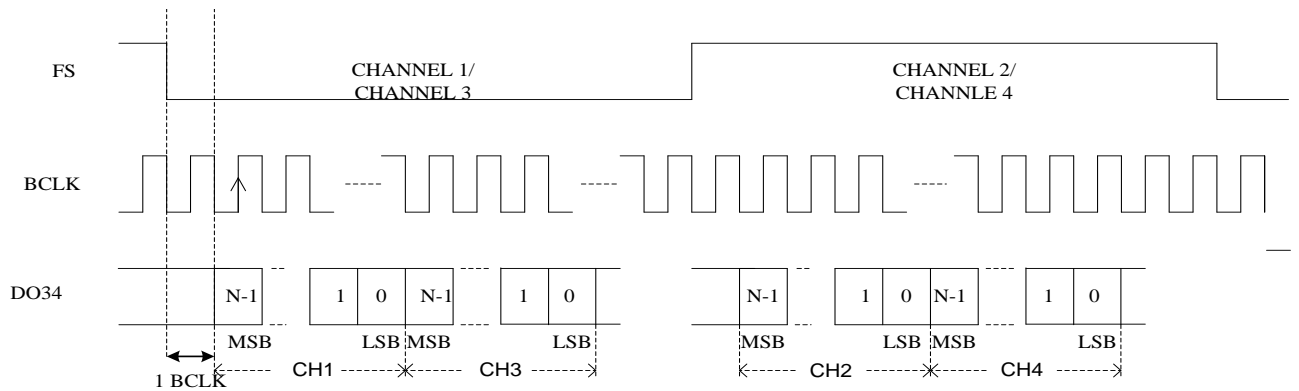 FS
CHANNEL 1/
CHANNEL 3
CHANNEL 2/
CHANNLE 4
BCLK
DO34
N-1 1 0 N-1 1 0 N-1 1 0 N-1 1 0
MSB LSB MSB LSB MSB LSB MSB LSB
CH1 CH3 CH2 CH4
1 BCLK